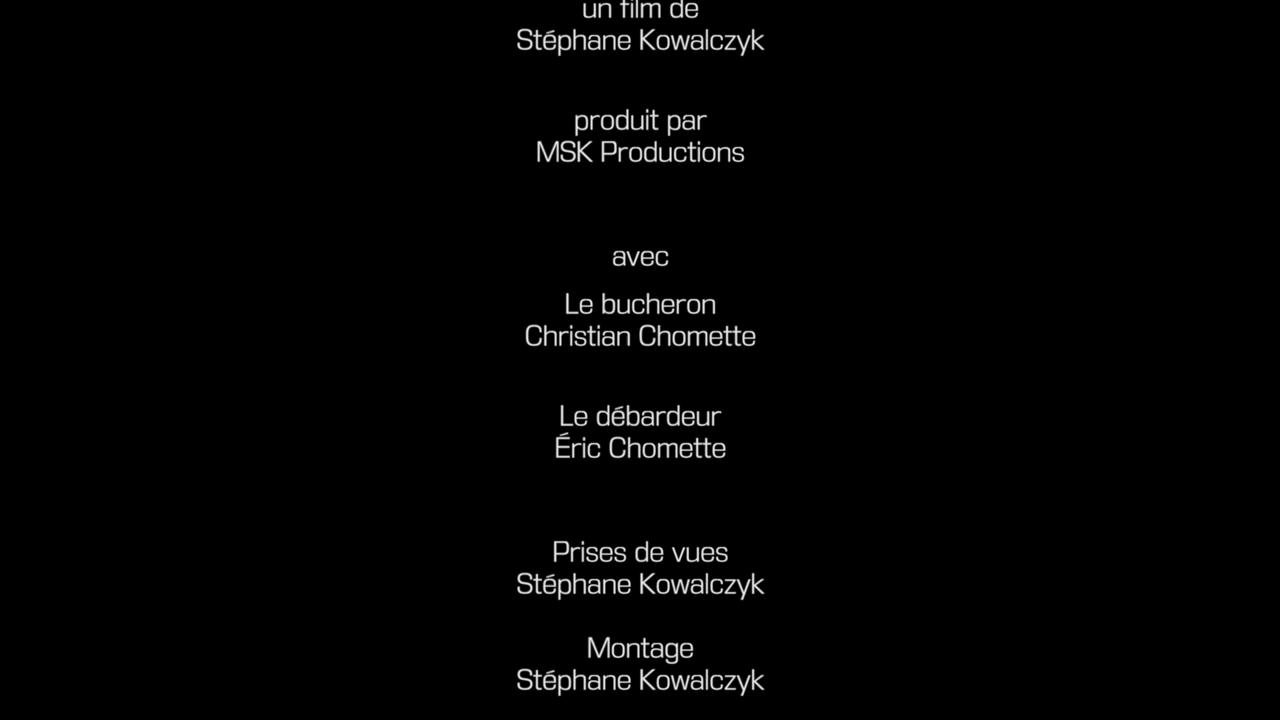 un film de
Stéphane Kowalczyk
produit par
MSK Productions
avec
Le bucheron
Christian Chomette
Le débardeur
Éric Chomette
Prises de vues
Stéphane Kowalczyk
Montage
Stéphane Kowalczyk